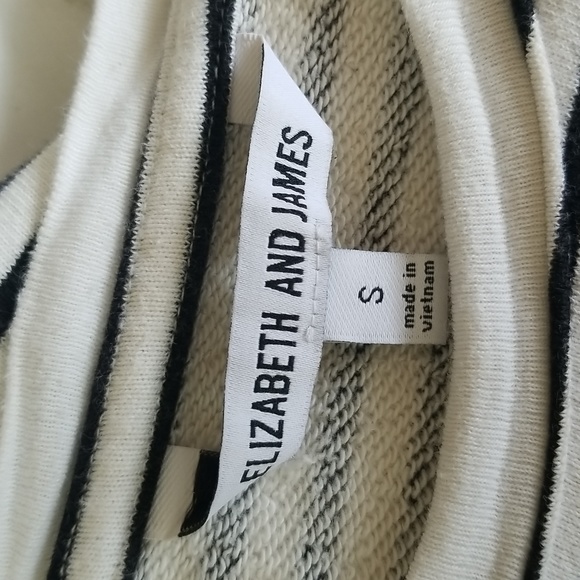 ELIZABETH AND JAMES
S
made in
vietnam